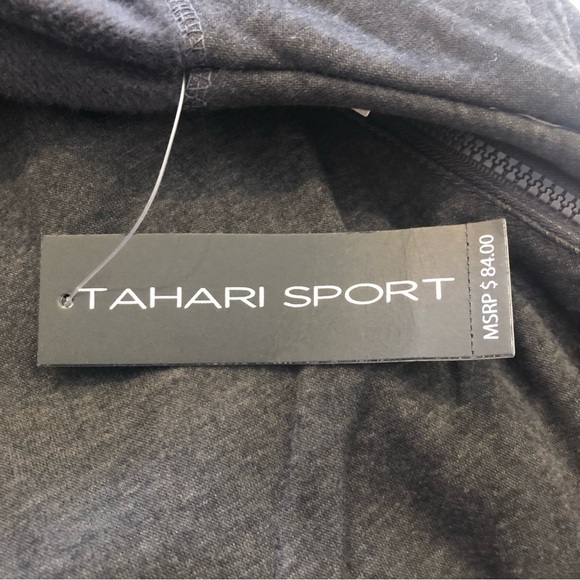 TAHARI SPORT
MSRP $ 84.00